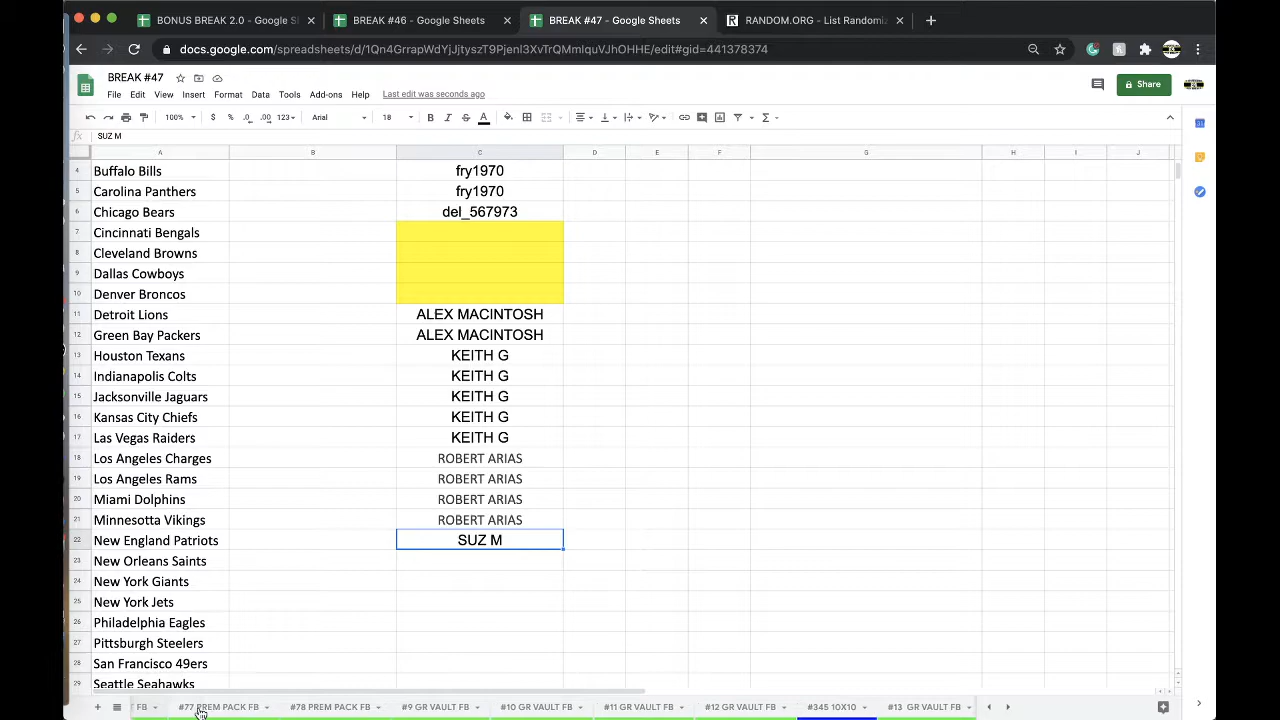 BONUS BREAK 2.0 - Google S
BREAK #46 - Google Sheets
BREAK #47 - Google Sheets
RANDOM.ORG - List Randomiz
docs.google.com/spreadsheets/d/1Qn4GrrapWdYjJjtyszT9Pjenl3XvTrQMmlquVJhOHHE/edit#gid=441378374
BREAK #47
File Edit View Insert Format Data Tools Add-ons Help Last edit was seconds ago
Share
100% $ % .0 .00 123 Arial 18 B I S A
fx SUZ M
A B C D E F G H I J
4 Buffalo Bills fry1970
5 Carolina Panthers fry1970
6 Chicago Bears del_567973
7 Cincinnati Bengals
8 Cleveland Browns
9 Dallas Cowboys
10 Denver Broncos
11 Detroit Lions ALEX MACINTOSH
12 Green Bay Packers ALEX MACINTOSH
13 Houston Texans KEITH G
14 Indianapolis Colts KEITH G
15 Jacksonville Jaguars KEITH G
16 Kansas City Chiefs KEITH G
17 Las Vegas Raiders KEITH G
18 Los Angeles Charges ROBERT ARIAS
19 Los Angeles Rams ROBERT ARIAS
20 Miami Dolphins ROBERT ARIAS
21 Minnesotta Vikings ROBERT ARIAS
22 New England Patriots SUZ M
23 New Orleans Saints
24 New York Giants
25 New York Jets
26 Philadelphia Eagles
27 Pittsburgh Steelers
28 San Francisco 49ers
29 Seattle Seahawks
FB #77 PREM PACK FB #78 PREM PACK FB #9 GR VAULT FB #10 GR VAULT FB #11 GR VAULT FB #12 GR VAULT FB #345 10X10 #13 GR VAULT FB